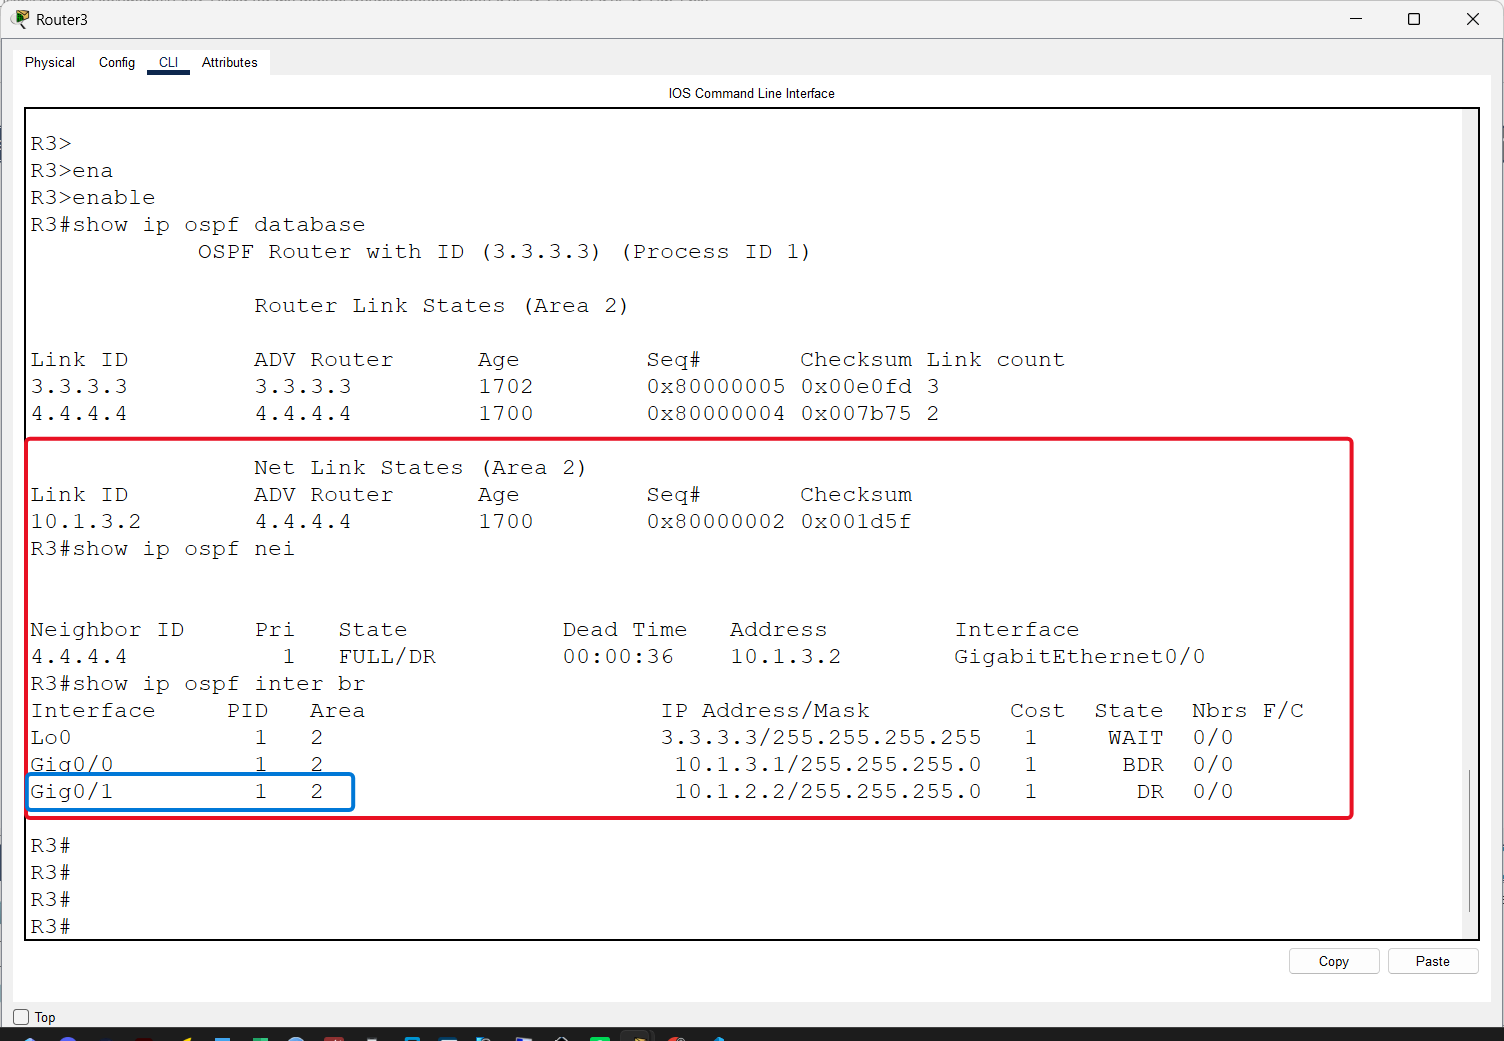 Router3
Physical Config CLI Attributes
IOS Command Line Interface
R3>
R3>ena
R3>enable
R3#show ip ospf database
OSPF Router with ID (3.3.3.3) (Process ID 1)
Router Link States (Area 2)
Link ID ADV Router Age Seq# Checksum Link count
3.3.3.3 3.3.3.3 1702 0x80000005 0x00e0fd 3
4.4.4.4 4.4.4.4 1700 0x80000004 0x007b75 2
Net Link States (Area 2)
Link ID ADV Router Age Seq# Checksum
10.1.3.2 4.4.4.4 1700 0x80000002 0x001d5f
R3#show ip ospf nei
Neighbor ID Pri State Dead Time Address Interface
4.4.4.4 1 FULL/DR 00:00:36 10.1.3.2 GigabitEthernet0/0
R3#show ip ospf inter br
Interface PID Area IP Address/Mask Cost State Nbrs F/C
Lo0 1 2 3.3.3.3/255.255.255.255 1 WAIT 0/0
Gig0/0 1 2 10.1.3.1/255.255.255.0 1 BDR 0/0
Gig0/1 1 2 10.1.2.2/255.255.255.0 1 DR 0/0
R3#
R3#
R3#
R3#
Copy Paste
Top